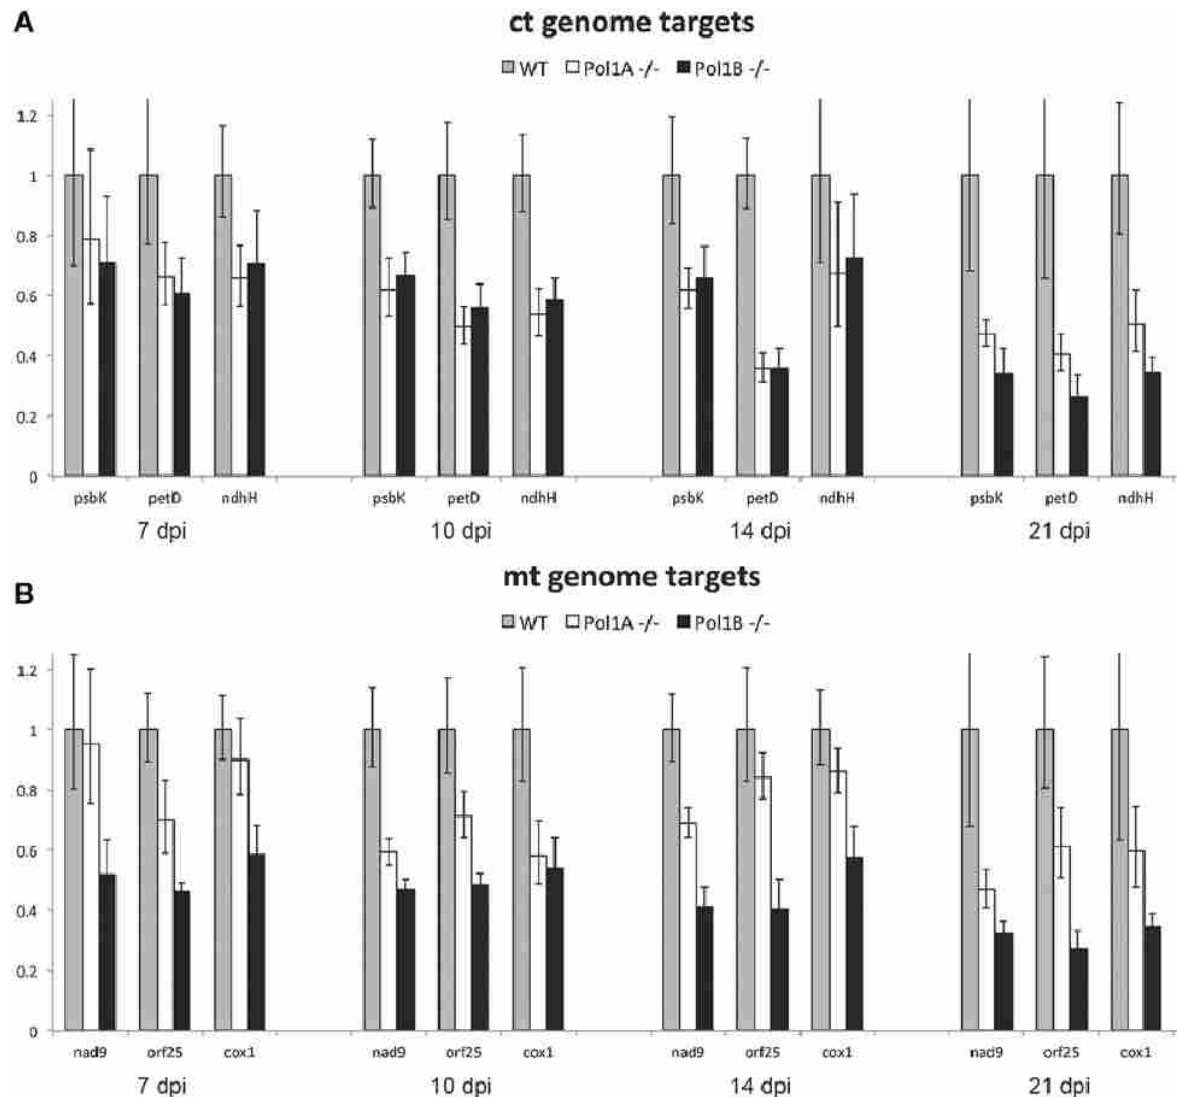 A
ct genome targets
WT Pol1A -/- Pol1B -/-
1.2
1
0.8
0.6
0.4
0.2
0
psbK petD ndhH psbK petD ndhH psbK petD ndhH psbK petD ndhH
7 dpi 10 dpi 14 dpi 21 dpi
B
mt genome targets
WT Pol1A -/- Pol1B -/-
1.2
1
0.8
0.6
0.4
0.2
0
nad9 orf25 cox1 nad9 orf25 cox1 nad9 orf25 cox1 nad9 orf25 cox1
7 dpi 10 dpi 14 dpi 21 dpi